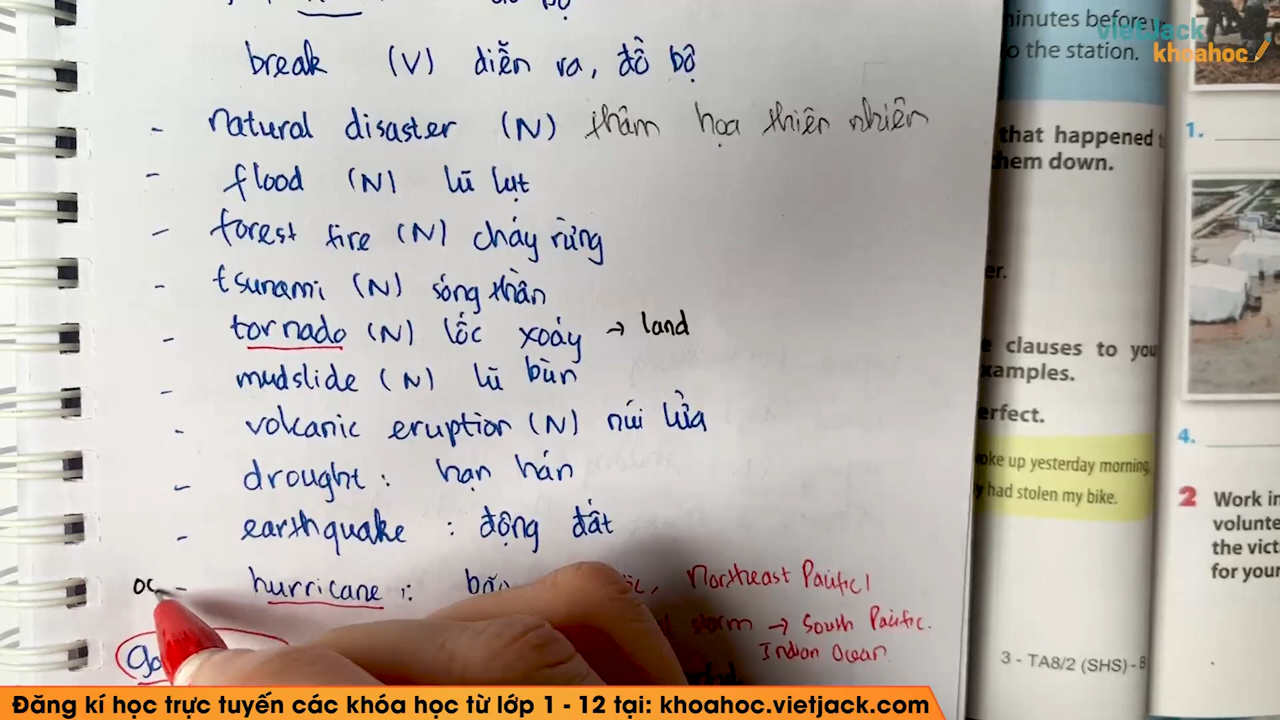 break (V) diễn ra, đổ bộ
- natural disaster (N) thảm họa thiên nhiên
- flood (N) lũ lụt
- forest fire (N) cháy rừng
- tsunami (N) sóng thần
- tornado (N) lốc xoáy → land
- mudslide (N) lũ bùn
- volcanic eruption (N) núi lửa
- drought : hạn hán
- earthquake : động đất
- hurricane : Northeast Pacific
storm → South Pacific.
Indian Ocean
minutes before
to the station.
that happened
them down.
er.
clauses to you
examples.
erfect.
oke up yesterday morning,
y had stolen my bike.
3 - TA8/2 (SHS) - B
1.
4.
2 Work in
volunte
the vict
for your
vietJack
khoahoc
Đăng kí học trực tuyến các khóa học từ lớp 1 - 12 tại: khoahoc.vietjack.com